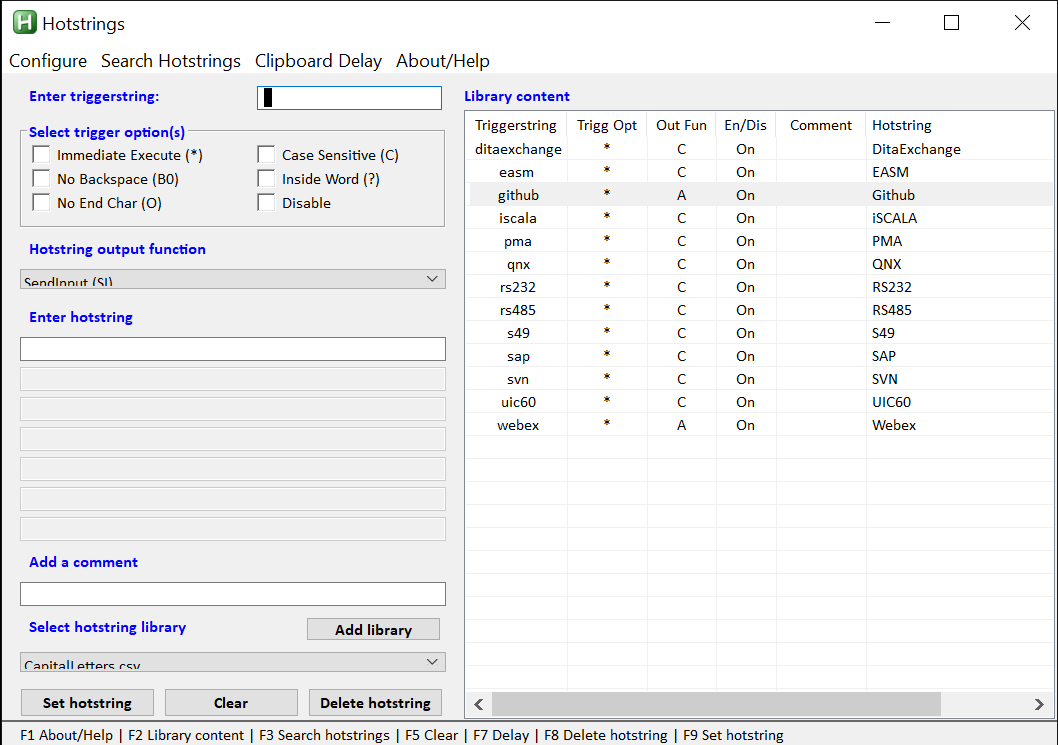 Hotstrings
Configure Search Hotstrings Clipboard Delay About/Help
Enter triggerstring:
Select trigger option(s)
Immediate Execute (*) Case Sensitive (C)
No Backspace (B0) Inside Word (?)
No End Char (O) Disable
Hotstring output function
SendInput (SI)
Enter hotstring
Add a comment
Select hotstring library Add library
CapitalLetters.csv
Set hotstring Clear Delete hotstring
Library content
Triggerstring Trigg Opt Out Fun En/Dis Comment Hotstring
ditaexchange * C On DitaExchange
easm * C On EASM
github * A On Github
iscala * C On iSCALA
pma * C On PMA
qnx * C On QNX
rs232 * C On RS232
rs485 * C On RS485
s49 * C On S49
sap * C On SAP
svn * C On SVN
uic60 * C On UIC60
webex * A On Webex
F1 About/Help | F2 Library content | F3 Search hotstrings | F5 Clear | F7 Delay | F8 Delete hotstring | F9 Set hotstring